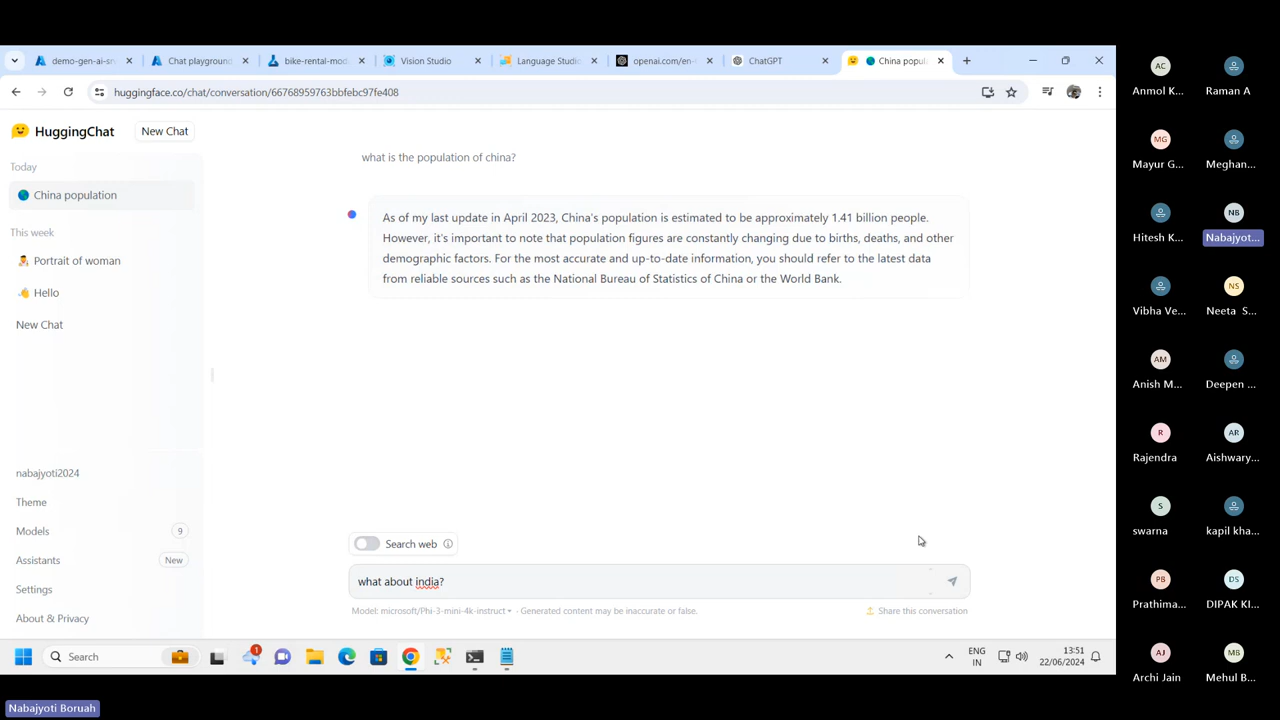 demo-gen-ai-sn
Chat playground
bike-rental-mod
Vision Studio
Language Studio
openai.com/en-
ChatGPT
China popul
huggingface.co/chat/conversation/66768959763bbfebc97fe408
HuggingChat
New Chat
Today
China population
This week
Portrait of woman
Hello
New Chat
nabajyoti2024
Theme
Models 9
Assistants New
Settings
About & Privacy
what is the population of china?
As of my last update in April 2023, China's population is estimated to be approximately 1.41 billion people.
However, it's important to note that population figures are constantly changing due to births, deaths, and other
demographic factors. For the most accurate and up-to-date information, you should refer to the latest data
from reliable sources such as the National Bureau of Statistics of China or the World Bank.
Search web
what about india?
Model: microsoft/Phi-3-mini-4k-instruct · Generated content may be inaccurate or false.
Share this conversation
Search
1
ENG
IN
13:51
22/06/2024
AC
Anmol K...
Raman A
MG
Mayur G...
Meghan...
Hitesh K...
NB
Nabajyot...
Vibha Ve...
NS
Neeta S...
AM
Anish M...
Deepen ...
R
Rajendra
AR
Aishwary...
S
swarna
kapil kha...
PB
Prathima...
DS
DIPAK KI...
AJ
Archi Jain
MB
Mehul B...
Nabajyoti Boruah